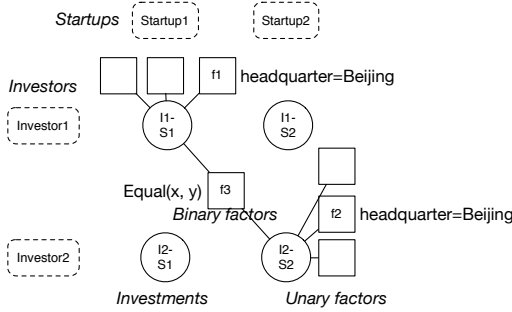 Startups
Startup1
Startup2
Investors
f1
headquarter=Beijing
Investor1
I1-
S1
I1-
S2
Equal(x, y)
f3
Binary factors
f2
headquarter=Beijing
Investor2
I2-
S1
I2-
S2
Investments
Unary factors